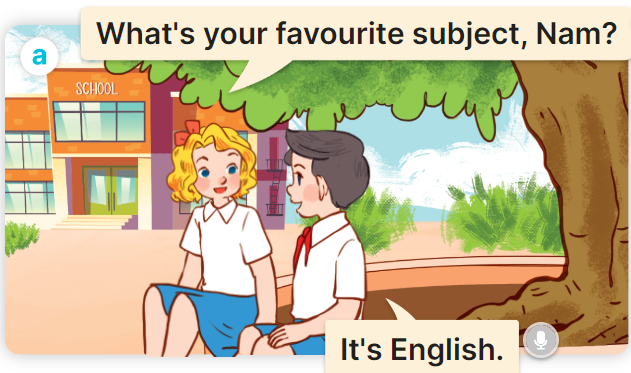 What's your favourite subject, Nam?
a
SCHOOL
It's English.